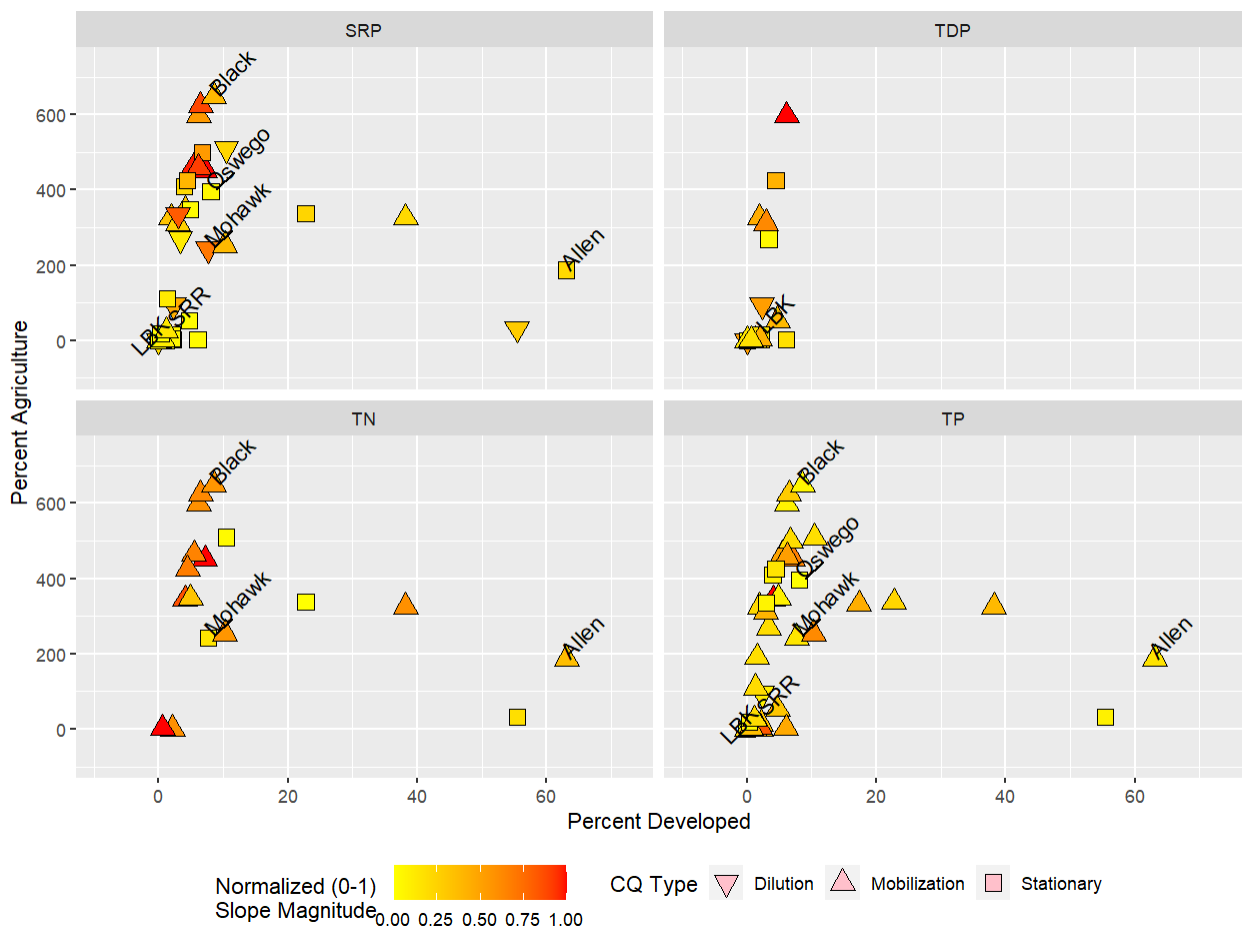 SRP
TDP
Black
Oswego
Mohawk
Allen
LBK
SRR
LBK
600
400
200
0
Percent Agriculture
TN
TP
Black
Mohawk
Allen
Black
Oswego
Mohawk
Allen
LBK
SRR
600
400
200
0
0 20 40 60
0 20 40 60
Percent Developed
Normalized (0-1)
Slope Magnitude
0.00 0.25 0.50 0.75 1.00
CQ Type
Dilution
Mobilization
Stationary